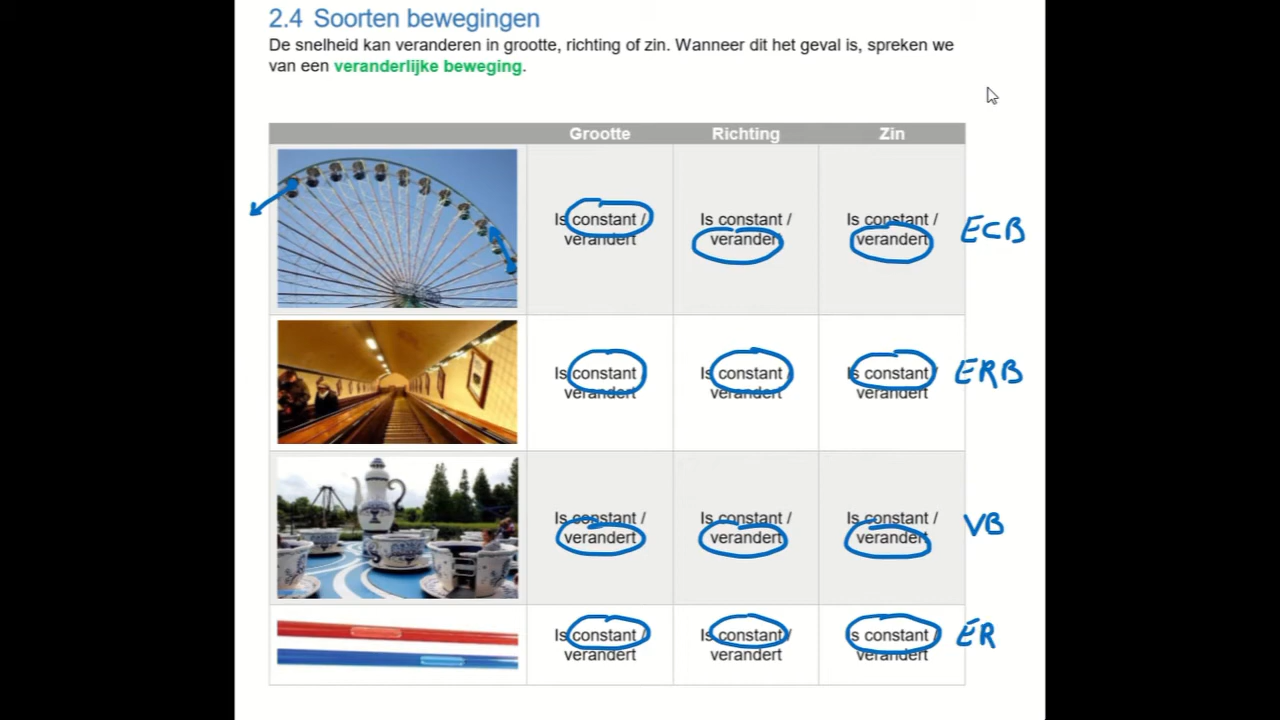 2.4 Soorten bewegingen
De snelheid kan veranderen in grootte, richting of zin. Wanneer dit het geval is, spreken we
van een veranderlijke beweging.
Grootte Richting Zin
Is constant / Is constant / Is constant /
verandert verandert verandert
ECB
Is constant / Is constant / Is constant /
verandert verandert verandert
ERB
Is constant / Is constant / Is constant /
verandert verandert verandert
VB
Is constant / Is constant / Is constant /
verandert verandert verandert
ER